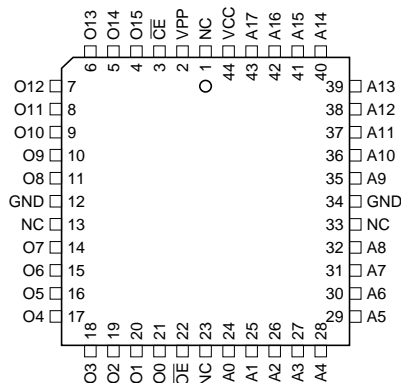 O13
O14
O15
CE
VPP
NC
VCC
A17
A16
A15
A14
6
5
4
3
2
1
44
43
42
41
40
O12 7
O11 8
O10 9
O9 10
O8 11
GND 12
NC 13
O7 14
O6 15
O5 16
O4 17
39 A13
38 A12
37 A11
36 A10
35 A9
34 GND
33 NC
32 A8
31 A7
30 A6
29 A5
18
19
20
21
22
23
24
25
26
27
28
O3
O2
O1
O0
OE
NC
A0
A1
A2
A3
A4